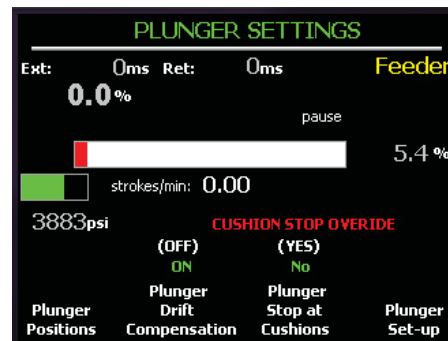 PLUNGER SETTINGS
Ext: 0ms Ret: 0ms Feeder
0.0%
pause
5.4 %
strokes/min: 0.00
3883psi CUSHION STOP OVERIDE
(OFF) (YES)
ON No
Plunger Plunger
Plunger Drift Stop at Plunger
Positions Compensation Cushions Set-up